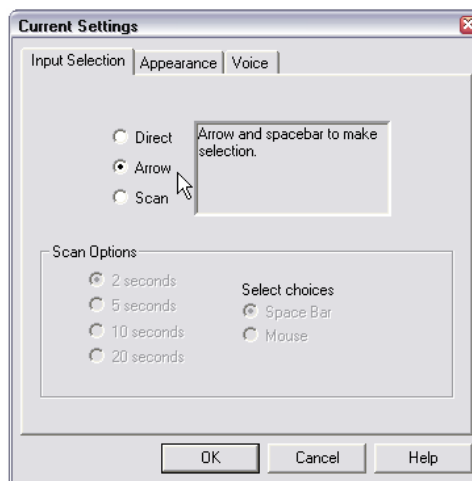 Current Settings
Input Selection Appearance Voice
Direct
Arrow
Scan
Arrow and spacebar to make
selection.
Scan Options
2 seconds
5 seconds
10 seconds
20 seconds
Select choices
Space Bar
Mouse
OK Cancel Help